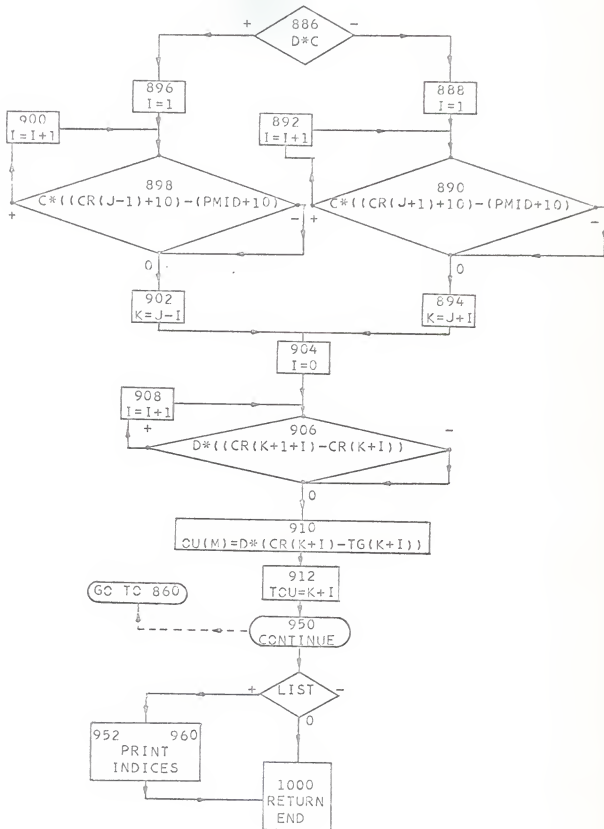 886
D*C
+
-
896
I=1
888
I=1
900
I=I+1
892
I=I+1
898
C*((CR(J-1)+10)-(PMID+10)
+
-
0
890
C*((CR(J+1)+10)-(PMID+10)
+
-
0
902
K=J-I
894
K=J+I
904
I=0
908
I=I+1
+
-
906
D*((CR(K+1+I)-CR(K+I))
0
910
OU(M)=D*(CR(K+I)-TG(K+I))
912
TOU=K+I
GO TO 860
950
CONTINUE
+
LIST
-
0
952 960
PRINT
INDICES
1000
RETURN
END